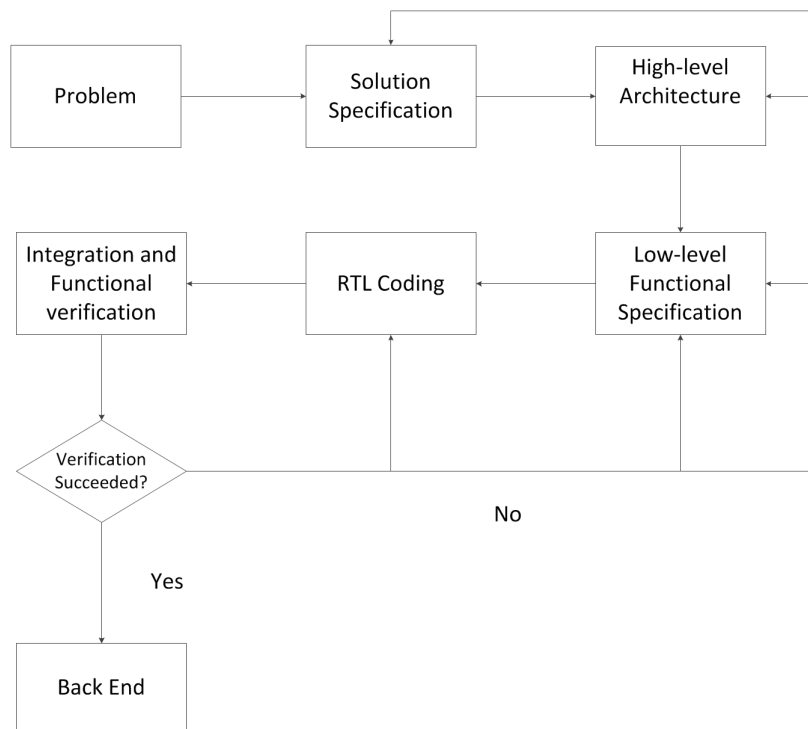 Problem
Solution
Specification
High-level
Architecture
Integration and
Functional
verification
RTL Coding
Low-level
Functional
Specification
Verification
Succeeded?
No
Yes
Back End